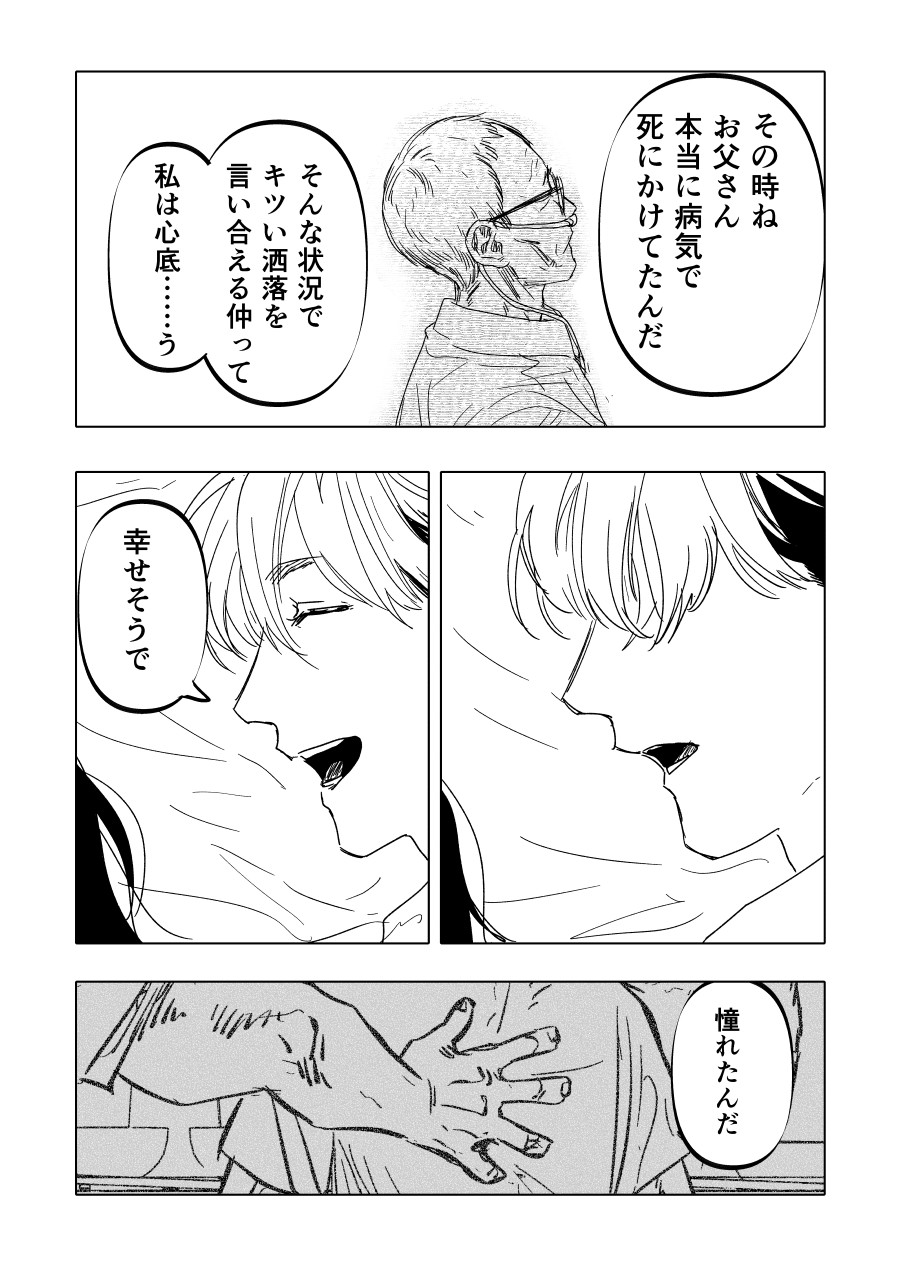 その時ね
お父さん
本当に病気で
死にかけてたんだ
そんな状況で
キツい洒落を
言い合える仲って
私は心底……う
幸せそうで
憧れたんだ